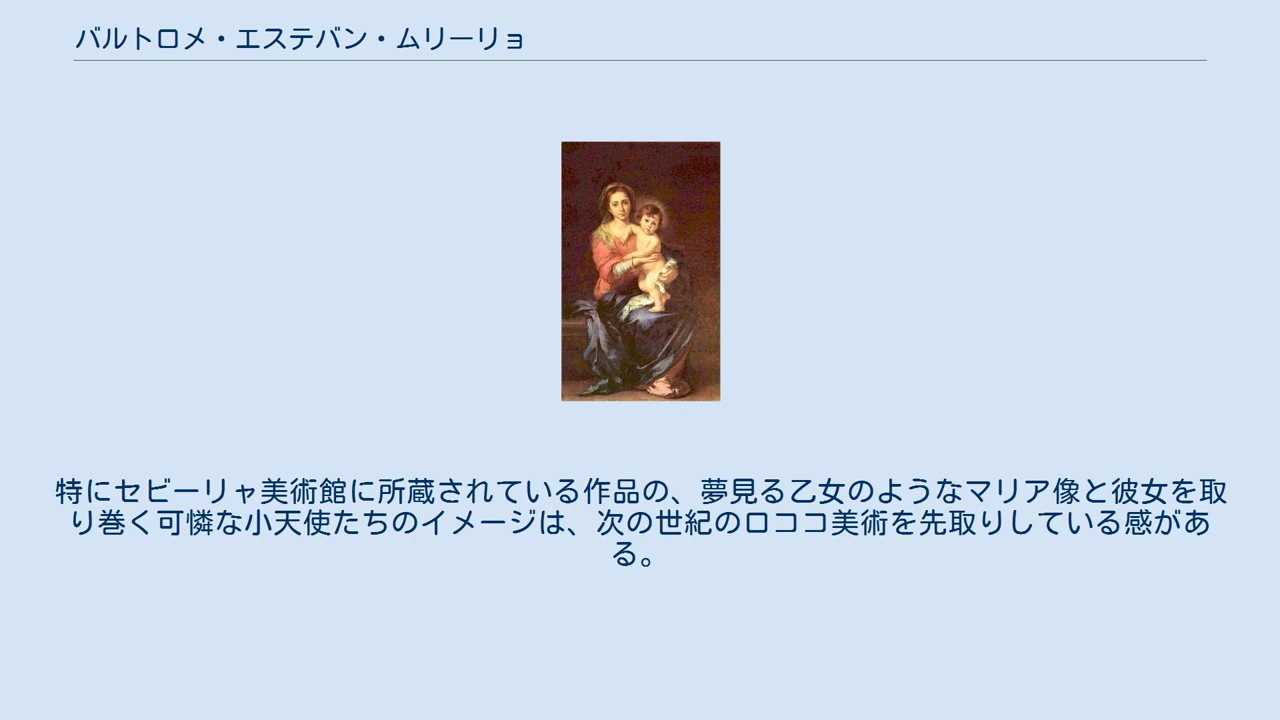 バルトロメ・エステバン・ムリーリョ
特にセビーリャ美術館に所蔵されている作品の、夢見る乙女のようなマリア像と彼女を取
り巻く可憐な小天使たちのイメージは、次の世紀のロココ美術を先取りしている感があ
る。